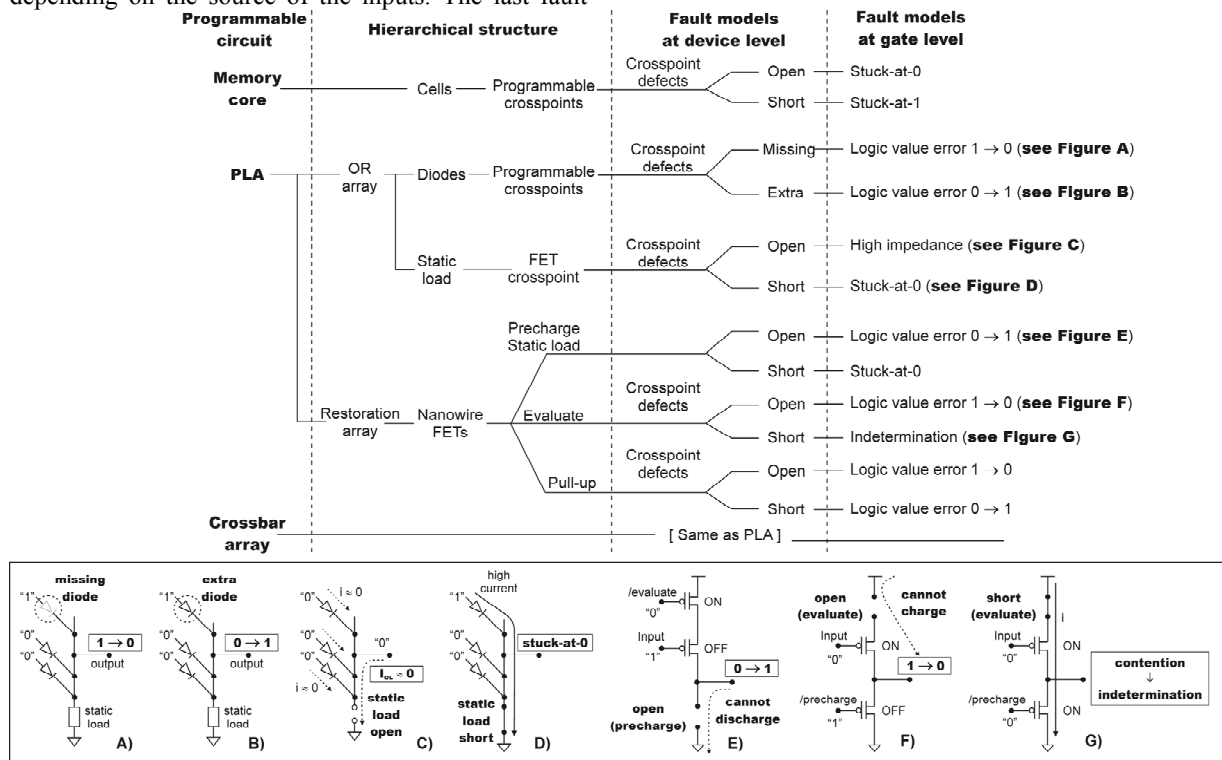 depending on the source of the inputs. The last fault
Programmable circuit
Hierarchical structure
Fault models at device level
Fault models at gate level
Memory core
Cells
Programmable crosspoints
Crosspoint defects
Open
Stuck-at-0
Short
Stuck-at-1
PLA
OR array
Diodes
Programmable crosspoints
Crosspoint defects
Missing
Logic value error 1 → 0 (see Figure A)
Extra
Logic value error 0 → 1 (see Figure B)
Static load
FET crosspoint
Crosspoint defects
Open
High impedance (see Figure C)
Short
Stuck-at-0 (see Figure D)
Precharge
Static load
Open
Logic value error 0 → 1 (see Figure E)
Short
Stuck-at-0
Restoration array
Nanowire FETs
Evaluate
Crosspoint defects
Open
Logic value error 1 → 0 (see Figure F)
Short
Indetermination (see Figure G)
Pull-up
Crosspoint defects
Open
Logic value error 1 → 0
Short
Logic value error 0 → 1
Crossbar array
[ Same as PLA ]
missing diode
"1"
"0"
"0"
1 → 0
output
static load
A)
extra diode
"0"
"0"
"0"
0 → 1
output
static load
B)
"0"
i ≈ 0
"0"
"0"
"0"
I_OL ≈ 0
i ≈ 0
static load open
C)
high current
"1"
"0"
"0"
stuck-at-0
static load short
D)
/evaluate
"0"
ON
Input
"1"
OFF
0 → 1
open (precharge)
cannot discharge
E)
open (evaluate)
cannot charge
Input
"0"
ON
1 → 0
/precharge
"1"
OFF
F)
short (evaluate)
i
Input
"0"
ON
contention
↓
indetermination
/precharge
"0"
ON
G)